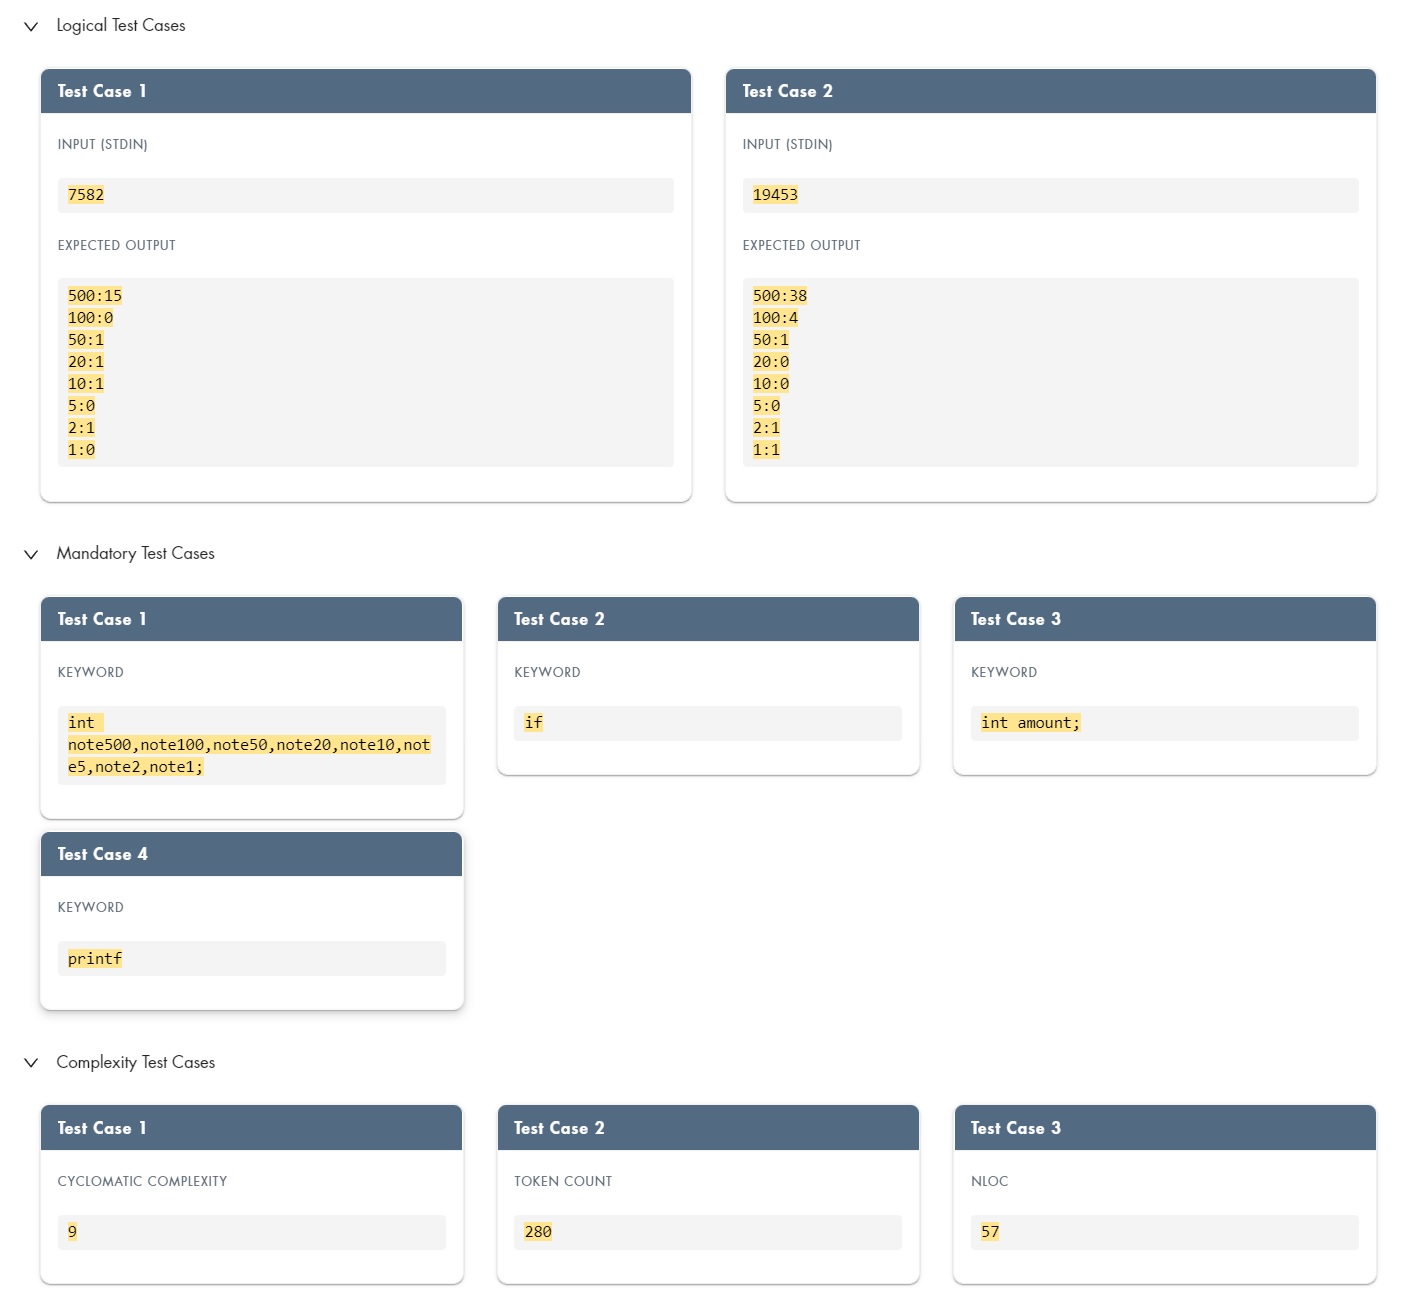 Logical Test Cases
Test Case 1
INPUT (STDIN)
7582
EXPECTED OUTPUT
500:15
100:0
50:1
20:1
10:1
5:0
2:1
1:0
Test Case 2
INPUT (STDIN)
19453
EXPECTED OUTPUT
500:38
100:4
50:1
20:0
10:0
5:0
2:1
1:1
Mandatory Test Cases
Test Case 1
KEYWORD
int
note500,note100,note50,note20,note10,not
e5,note2,note1;
Test Case 2
KEYWORD
if
Test Case 3
KEYWORD
int amount;
Test Case 4
KEYWORD
printf
Complexity Test Cases
Test Case 1
CYCLOMATIC COMPLEXITY
9
Test Case 2
TOKEN COUNT
280
Test Case 3
NLOC
57